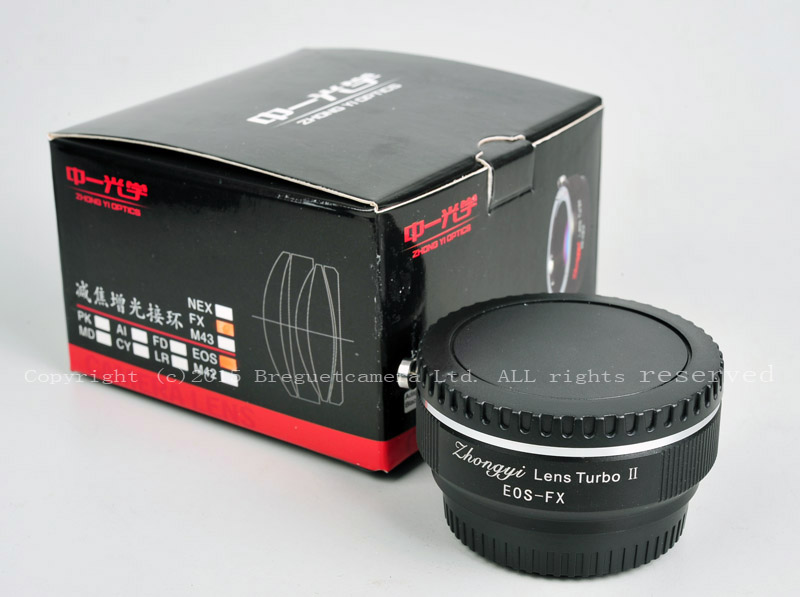 中一光学
ZHONG YI OPTICS
中一光学
ZHONG YI OPTICS
中一光学
ZHONG YI OPTICS
减焦增光接环
NEX
FX
M43
PK AI FD EOS
MD CY LR M42
Copyright (c)2015 Breguetcamera Ltd. ALL rights reserved
LENS
Zhongyi Lens Turbo II
EOS-FX